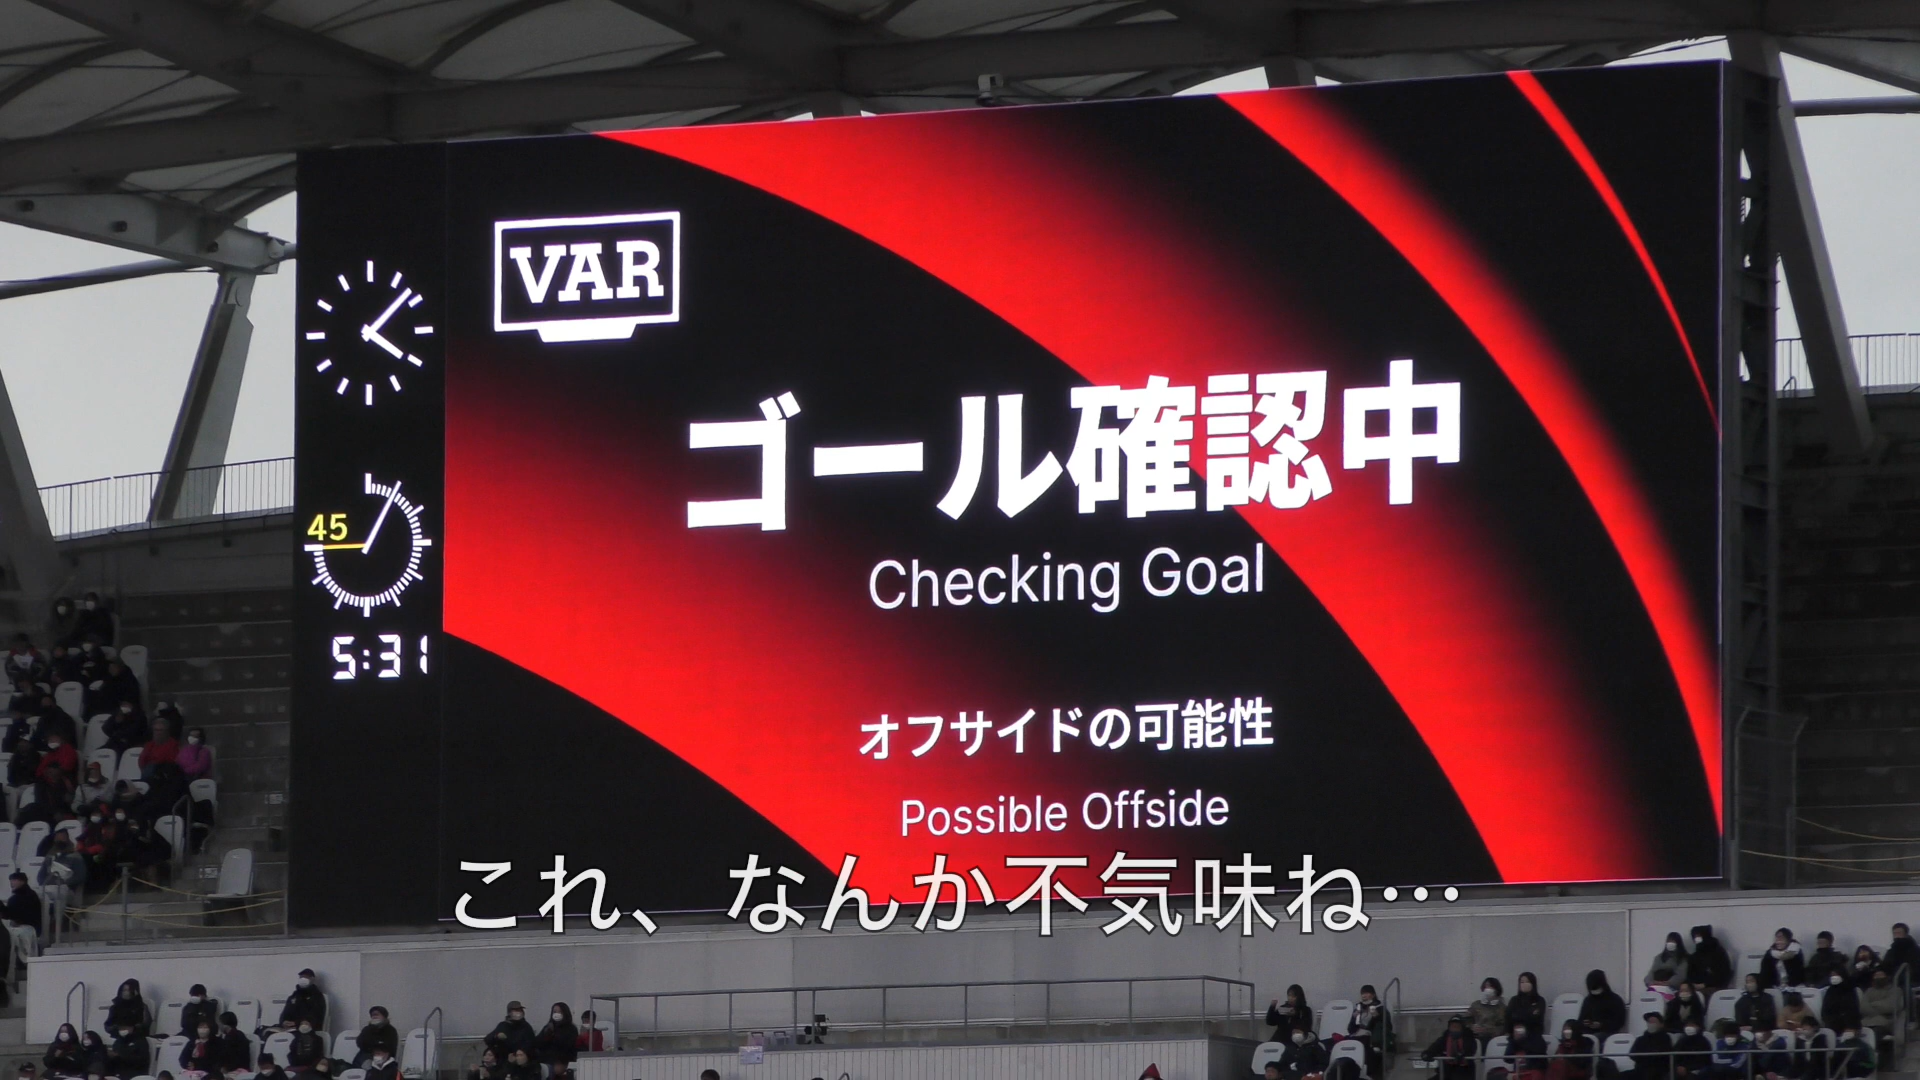 VAR
ゴール確認中
Checking Goal
45
5:31
オフサイドの可能性
Possible Offside
これ、なんか不気味ね…